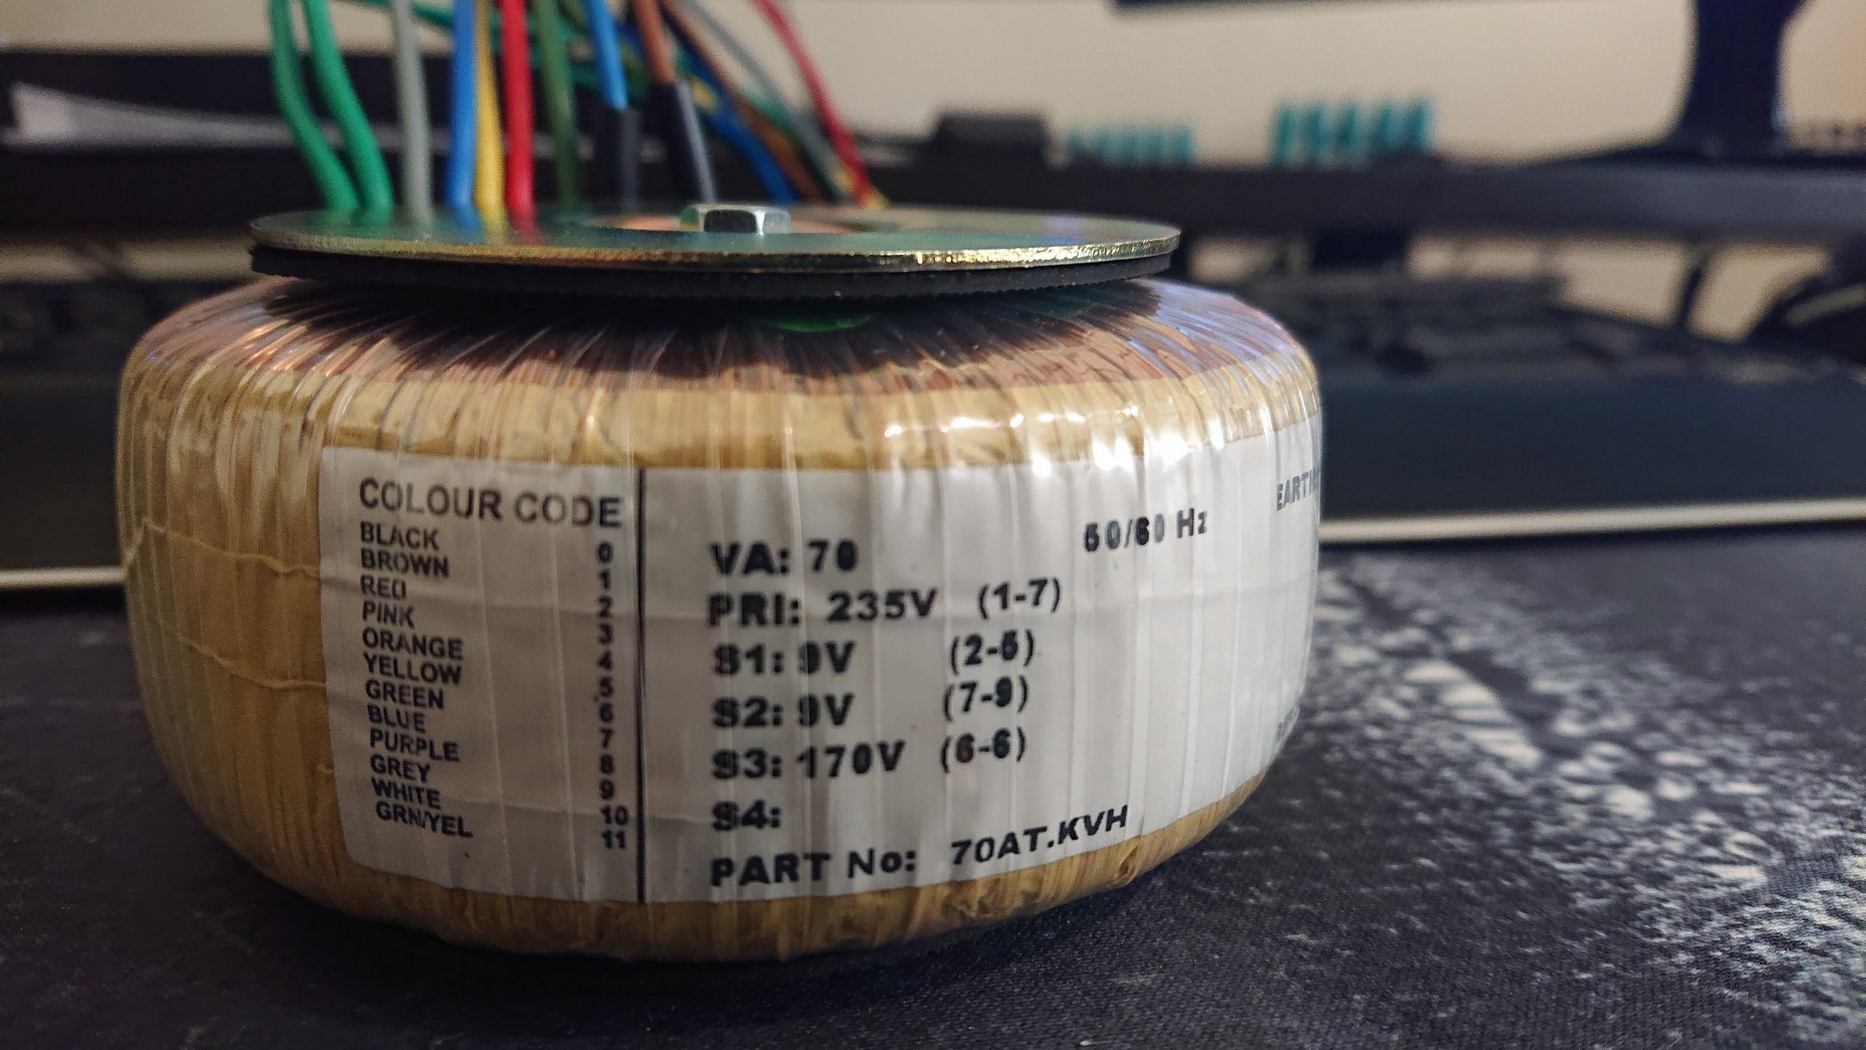 COLOUR CODE
BLACK 0
BROWN 1
RED 2
PINK 3
ORANGE 4
YELLOW 5
GREEN 6
BLUE 7
PURPLE 8
GREY 9
WHITE 10
GRN/YEL 11
50/60 Hz
VA: 70
PRI: 235V (1-7)
S1: 9V (2-5)
S2: 9V (7-9)
S3: 170V (6-6)
S4:
PART No: 70AT.KVH